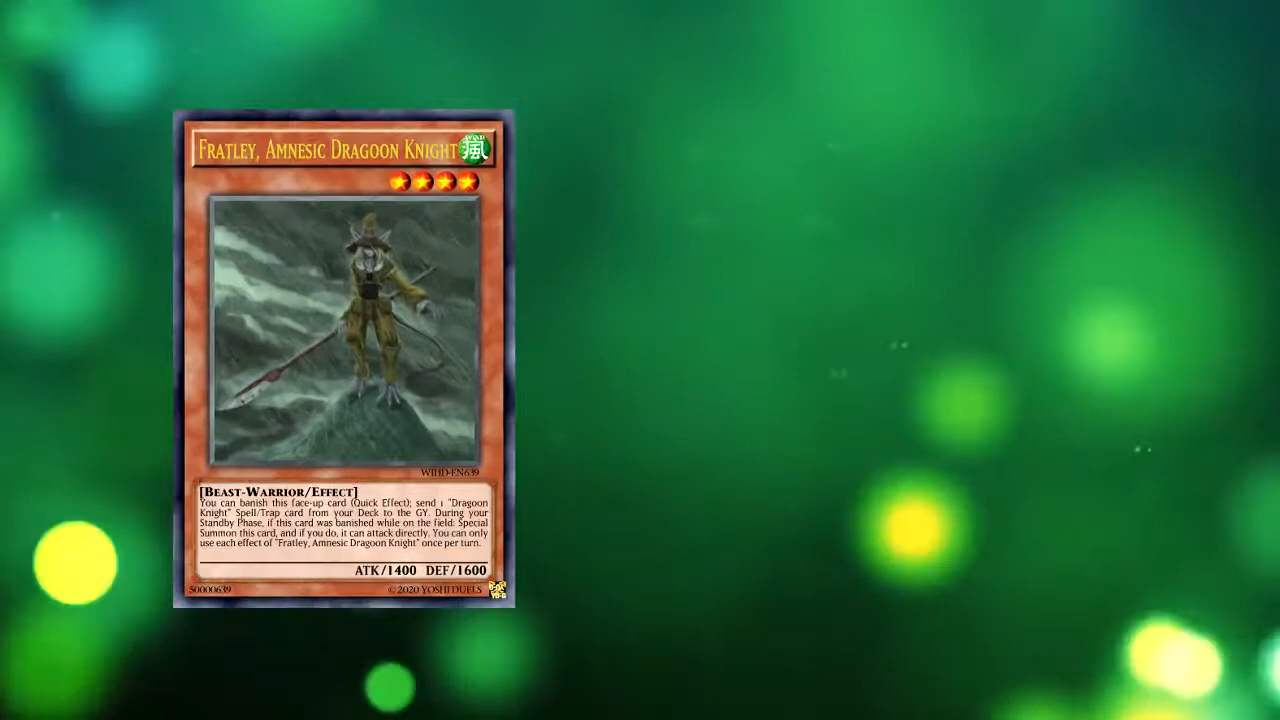 Fratley, Amnesic Dragoon Knight
WIND
風
WIHD-EN639
[Beast-Warrior/Effect]
You can banish this face-up card (Quick Effect); send 1 "Dragoon
Knight" Spell/Trap card from your Deck to the GY. During your
Standby Phase, if this card was banished while on the field: Special
Summon this card, and if you do, it can attack directly. You can only
use each effect of "Fratley, Amnesic Dragoon Knight" once per turn.
ATK/1400 DEF/1600
50000639
©2020 YOSHI DUELS